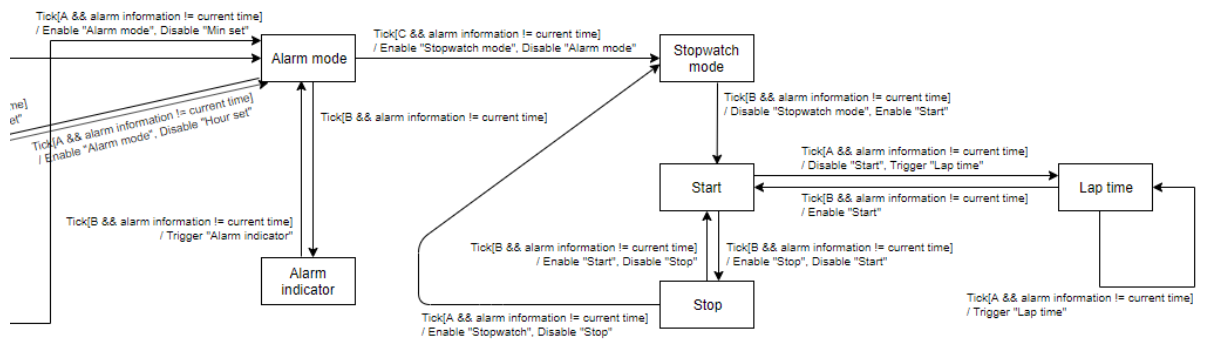 Tick[A && alarm information != current time]
/ Enable "Alarm mode", Disable "Min set"
Alarm mode
Tick[C && alarm information != current time]
/ Enable "Stopwatch mode", Disable "Alarm mode"
Stopwatch
mode
me]
et"
Tick[A && alarm information != current time]
/ Enable "Alarm mode", Disable "Hour set"
Tick[B && alarm information != current time]
Tick[B && alarm information != current time]
/ Disable "Stopwatch mode", Enable "Start"
Tick[A && alarm information != current time]
/ Disable "Start", Trigger "Lap time"
Start
Lap time
Tick[B && alarm information != current time]
/ Enable "Start"
Tick[B && alarm information != current time]
/ Trigger "Alarm indicator"
Alarm
indicator
Tick[B && alarm information != current time]
/ Enable "Start", Disable "Stop"
Tick[B && alarm information != current time]
/ Enable "Stop", Disable "Start"
Stop
Tick[A && alarm information != current time]
/ Trigger "Lap time"
Tick[A && alarm information != current time]
/ Enable "Stopwatch", Disable "Stop"